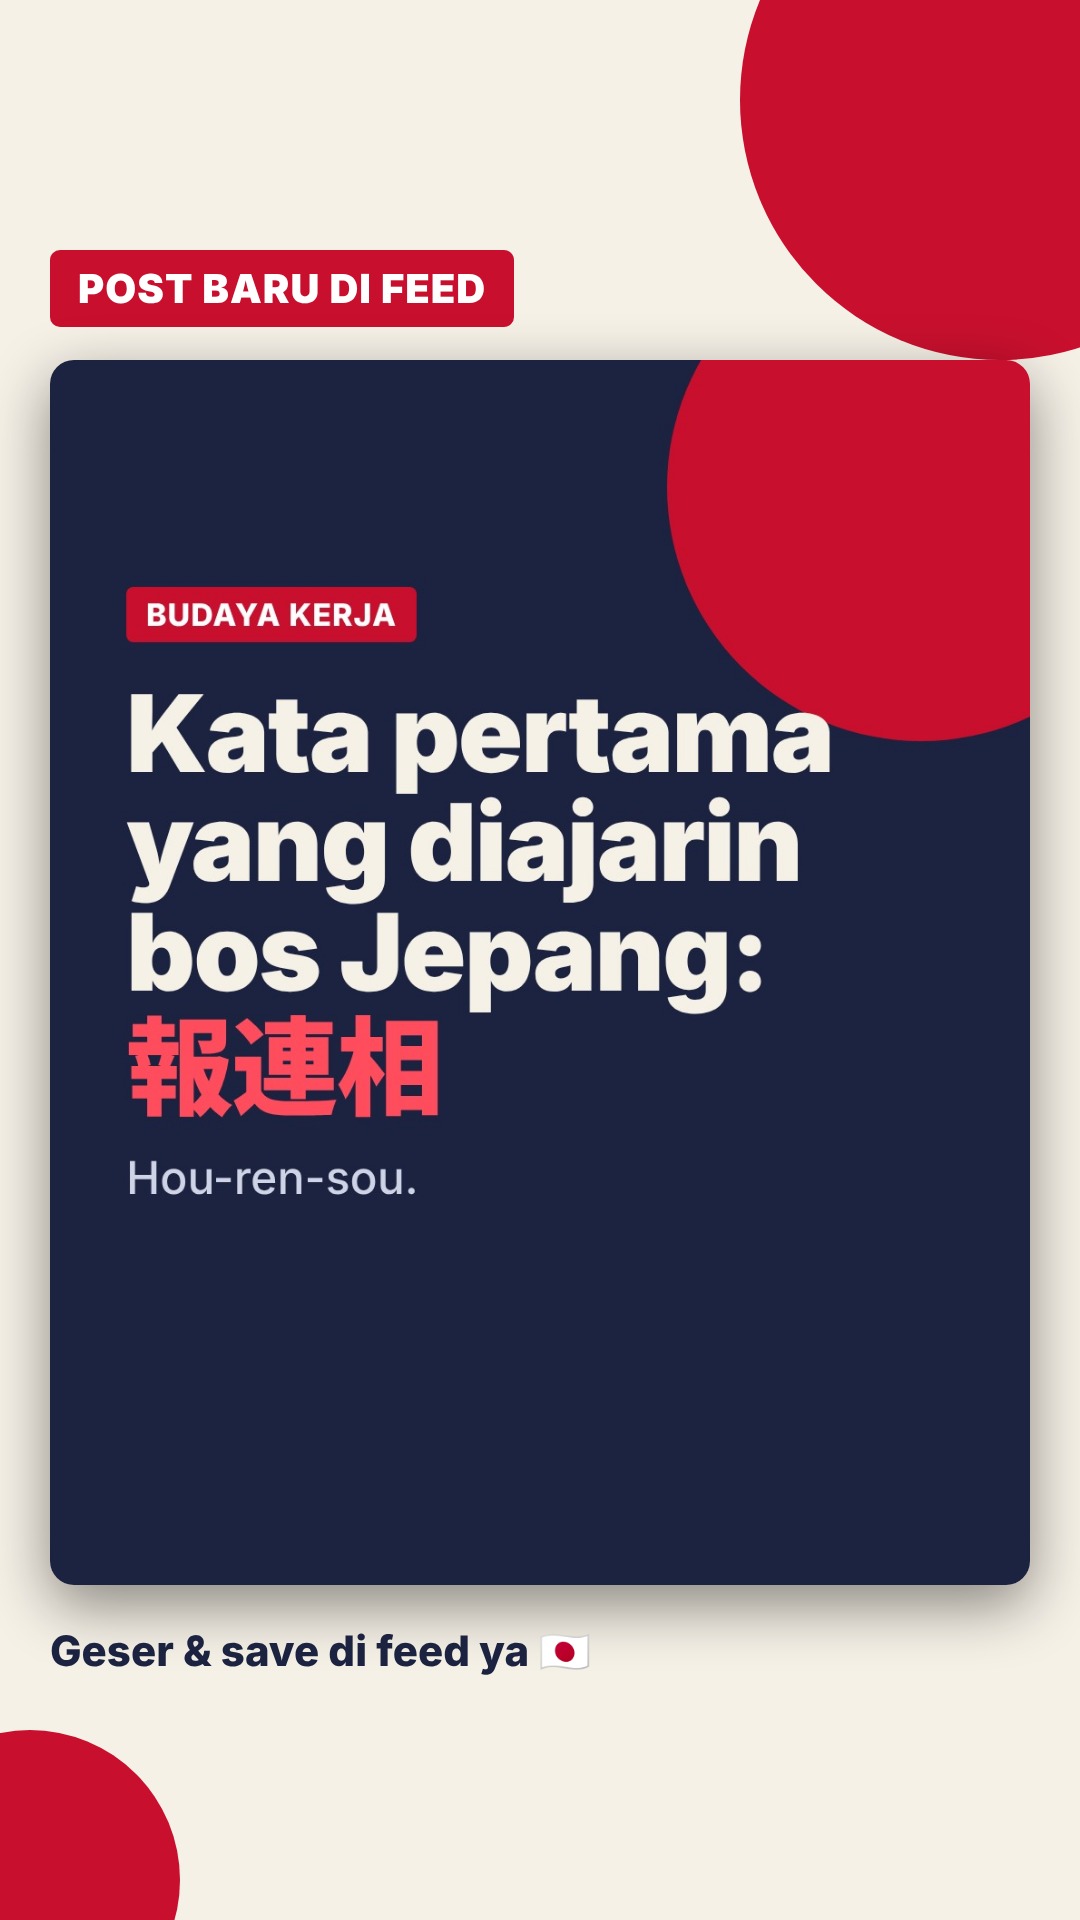 POST BARU DI FEED
BUDAYA KERJA
Kata pertama
yang diajarin
bos Jepang:
報連相
Hou-ren-sou.
Geser & save di feed ya 🇯🇵